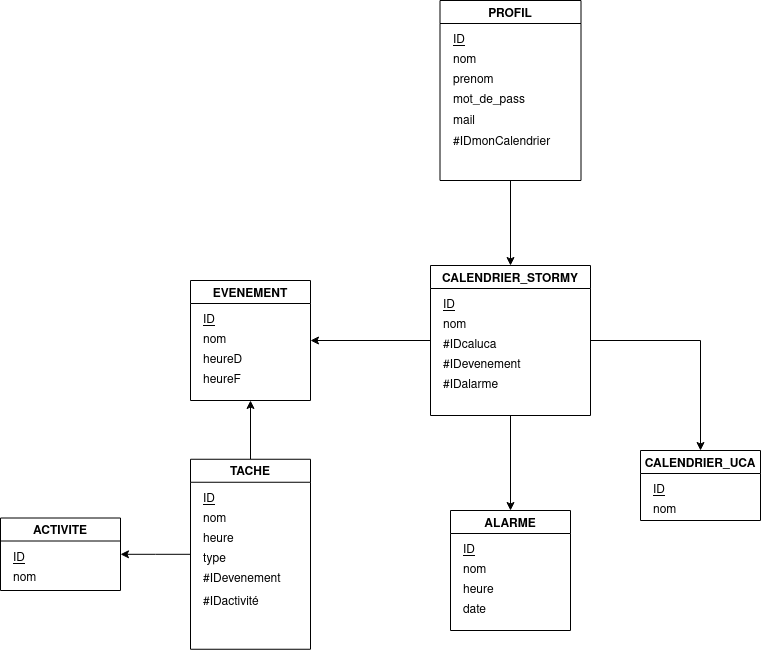 PROFIL
ID
nom
prenom
mot_de_pass
mail
#IDmonCalendrier
CALENDRIER_STORMY
ID
nom
#IDcaluca
#IDevenement
#IDalarme
EVENEMENT
ID
nom
heureD
heureF
CALENDRIER_UCA
ID
nom
TACHE
ID
nom
heure
type
#IDevenement
#IDactivité
ACTIVITE
ID
nom
ALARME
ID
nom
heure
date